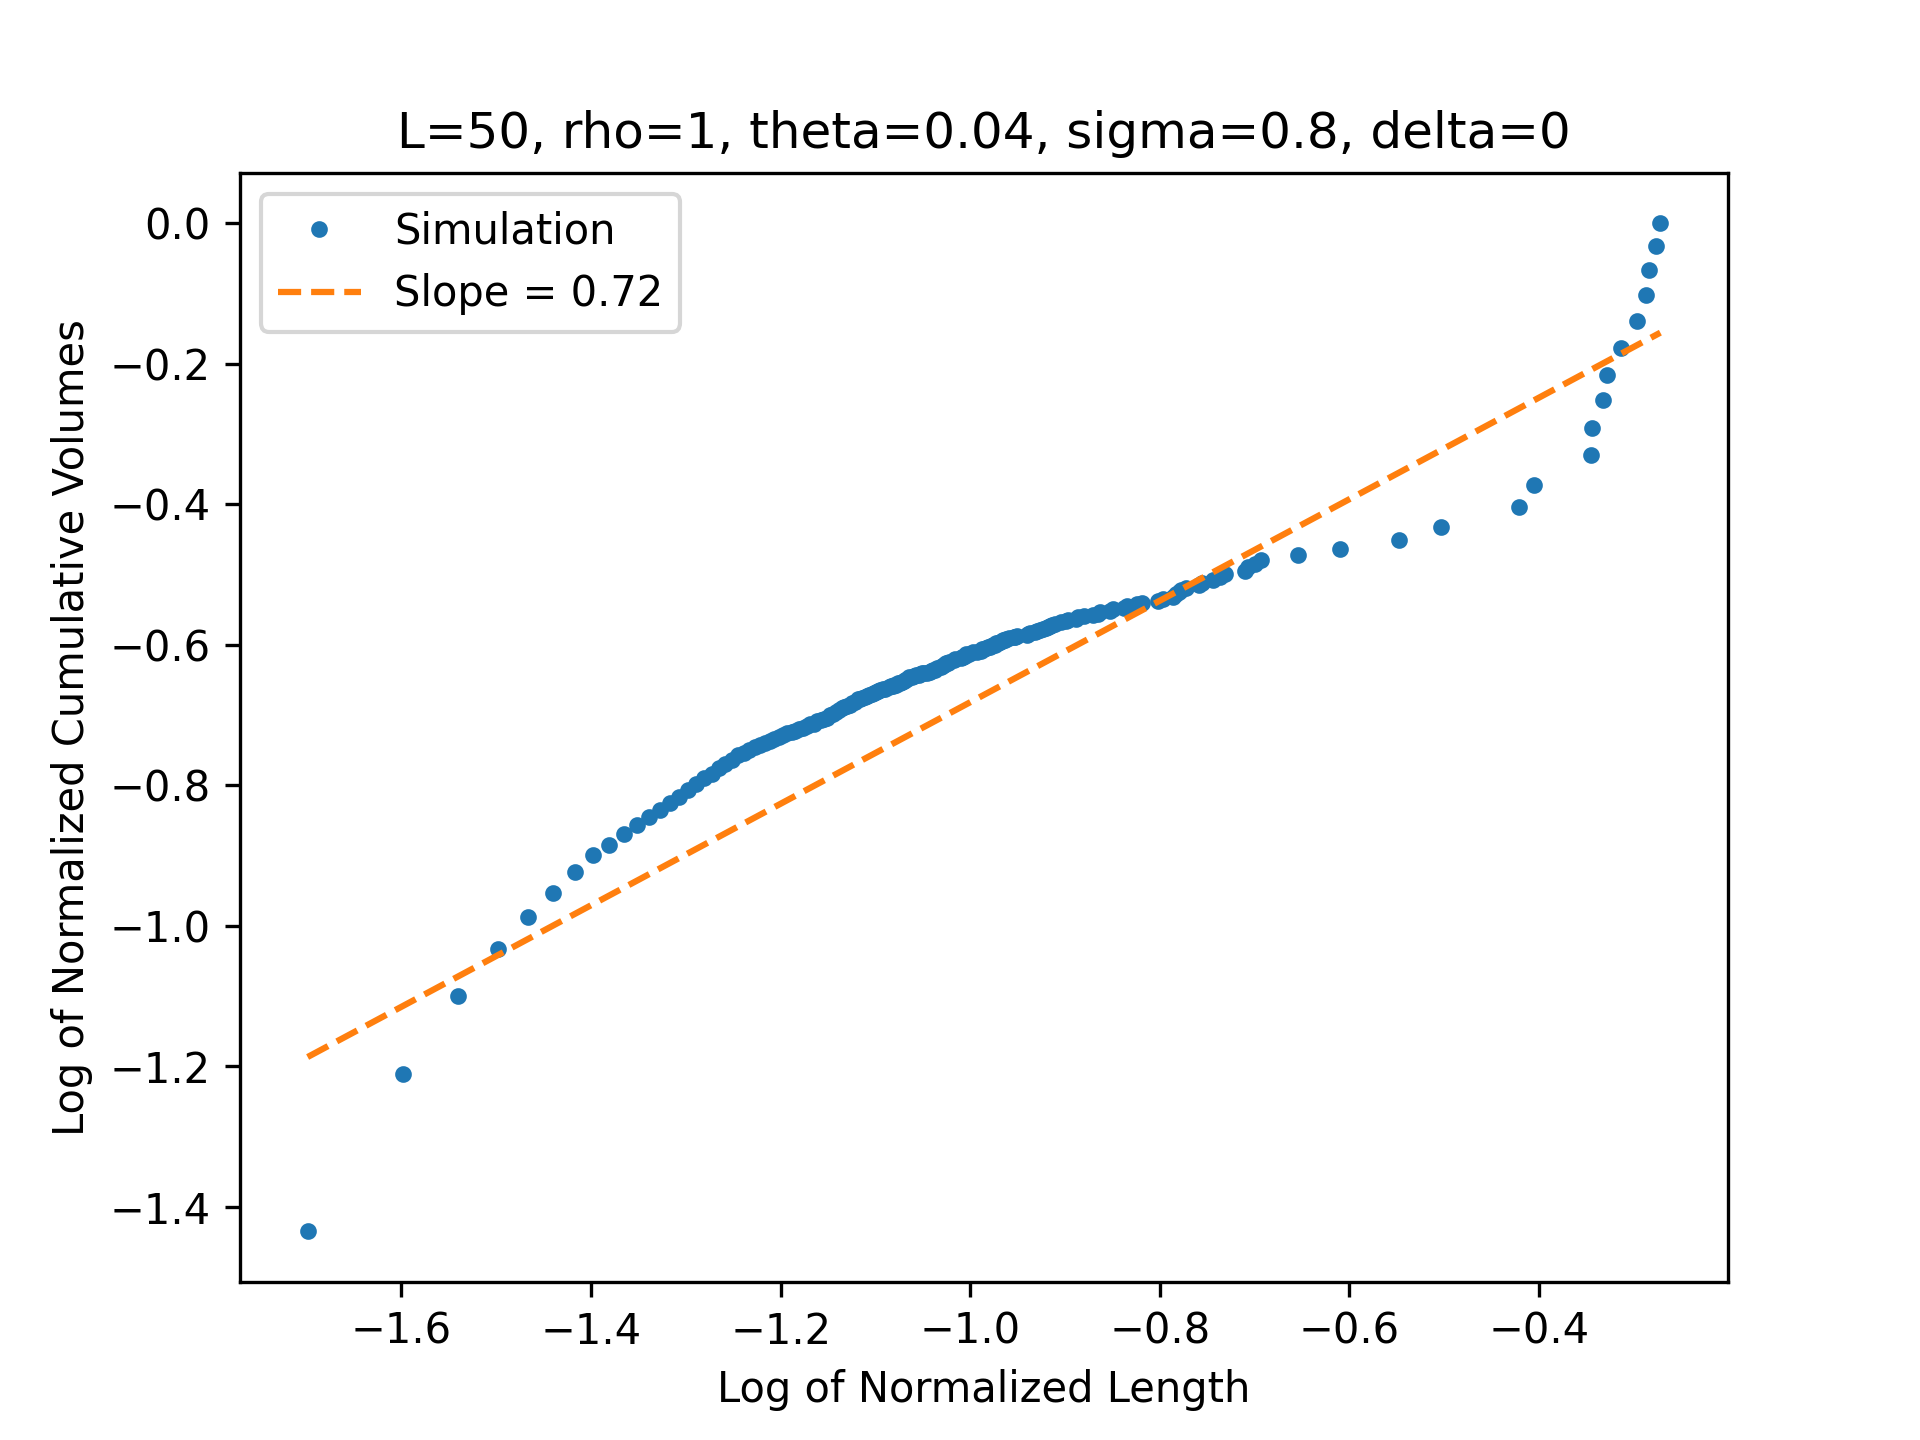 L=50, rho=1, theta=0.04, sigma=0.8, delta=0
Simulation
Slope = 0.72
Log of Normalized Cumulative Volumes
0.0
−0.2
−0.4
−0.6
−0.8
−1.0
−1.2
−1.4
−1.6 −1.4 −1.2 −1.0 −0.8 −0.6 −0.4
Log of Normalized Length